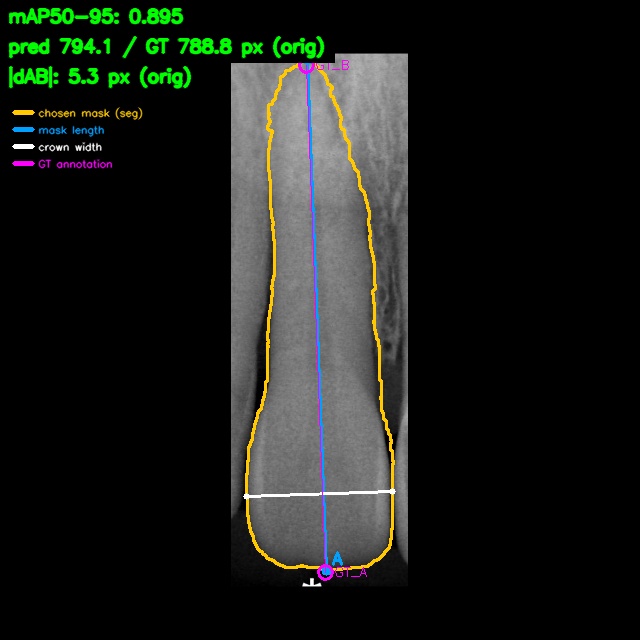 mAP50-95: 0.895
pred 794.1 / GT 788.8 px (orig)
|dAB|: 5.3 px (orig)
chosen mask (seg)
mask length
crown width
GT annotation
GT_B
A
GT_A